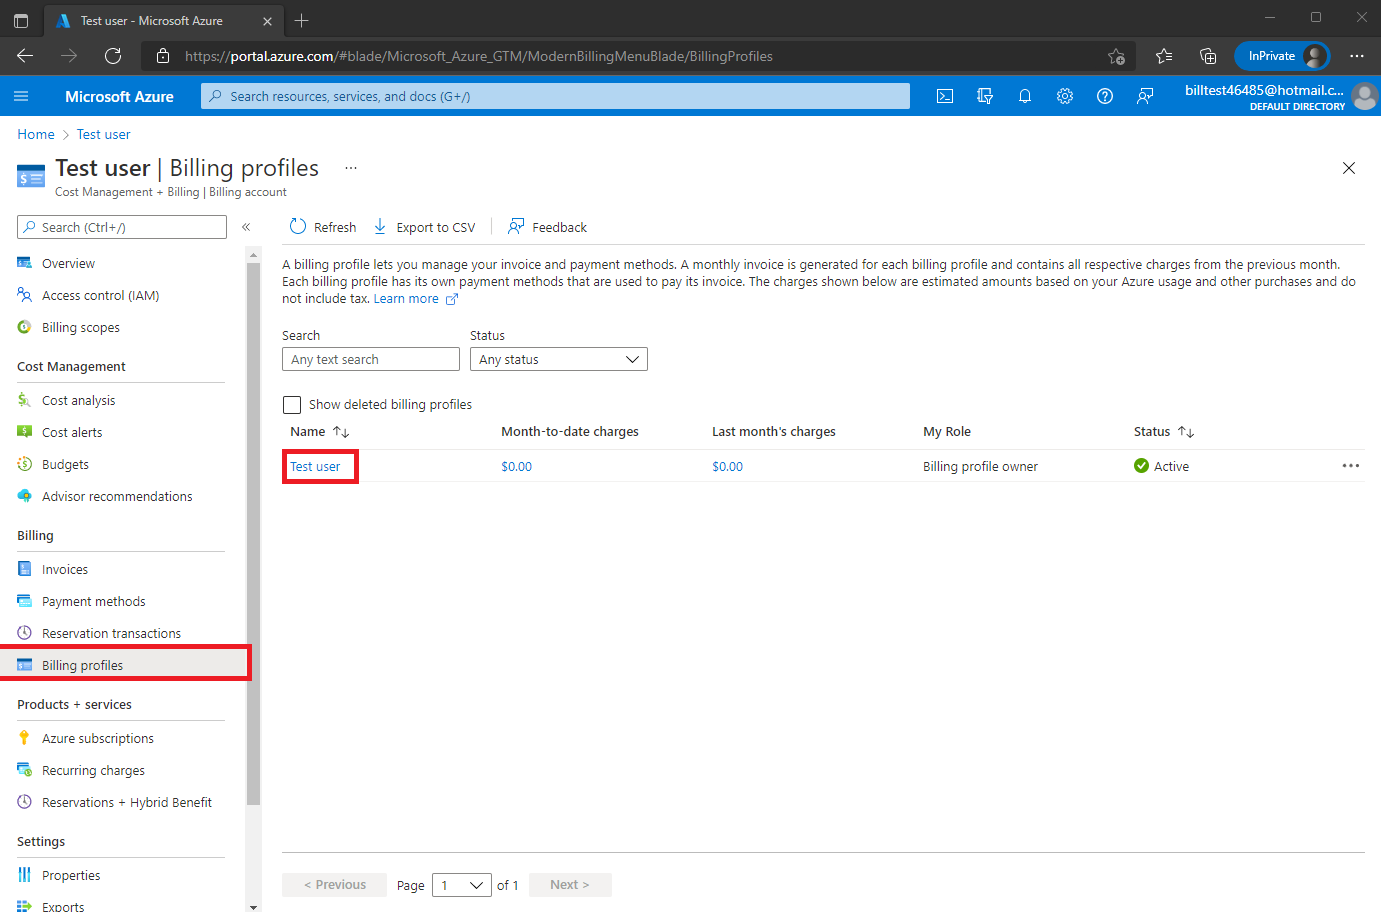 Test user - Microsoft Azure
https://portal.azure.com/#blade/Microsoft_Azure_GTM/ModernBillingMenuBlade/BillingProfiles
InPrivate
Microsoft Azure
Search resources, services, and docs (G+/)
billtest46485@hotmail.c...
DEFAULT DIRECTORY
Home > Test user
Test user | Billing profiles ...
Cost Management + Billing | Billing account
Search (Ctrl+/)
«
Overview
Access control (IAM)
Billing scopes
Cost Management
Cost analysis
Cost alerts
Budgets
Advisor recommendations
Billing
Invoices
Payment methods
Reservation transactions
Billing profiles
Products + services
Azure subscriptions
Recurring charges
Reservations + Hybrid Benefit
Settings
Properties
Exports
Refresh
Export to CSV
Feedback
A billing profile lets you manage your invoice and payment methods. A monthly invoice is generated for each billing profile and contains all respective charges from the previous month.
Each billing profile has its own payment methods that are used to pay its invoice. The charges shown below are estimated amounts based on your Azure usage and other purchases and do
not include tax. Learn more
Search
Status
Any text search
Any status
Show deleted billing profiles
Name ↑↓ Month-to-date charges Last month's charges My Role Status ↑↓
Test user $0.00 $0.00 Billing profile owner Active ...
< Previous Page 1 of 1 Next >